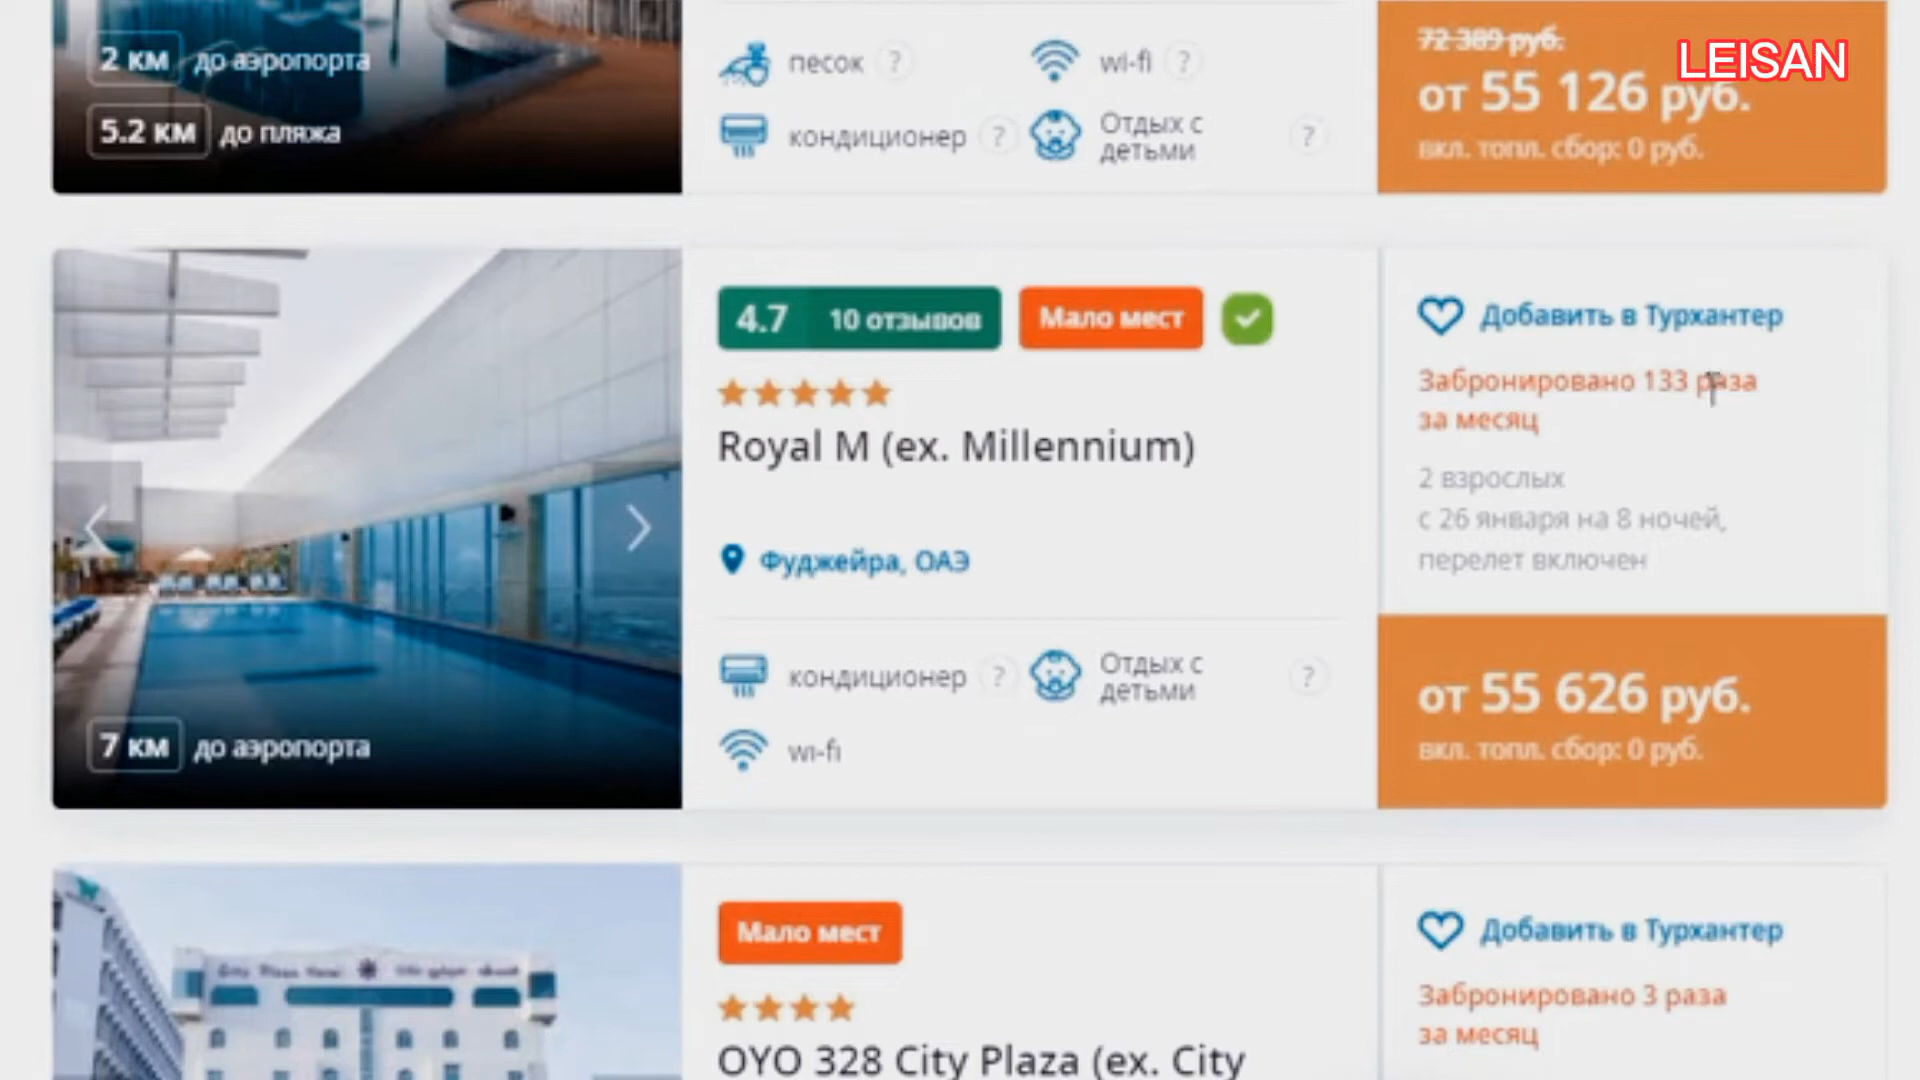 2 км до аэропорта
5.2 км до пляжа
песок ?
wi-fi ?
кондиционер ?
Отдых с
детьми ?
72 389 руб.
от 55 126 руб.
вкл. топл. сбор: 0 руб.
LEISAN
7 км до аэропорта
4.7 10 отзывов
Мало мест
Royal M (ex. Millennium)
Фуджейра, ОАЭ
кондиционер ?
Отдых с
детьми ?
wi-fi
Добавить в Турхантер
Забронировано 133 раза
за месяц
2 взрослых
с 26 января на 8 ночей,
перелет включен
от 55 626 руб.
вкл. топл. сбор: 0 руб.
City Plaza Hotel
Мало мест
OYO 328 City Plaza (ex. City
Добавить в Турхантер
Забронировано 3 раза
за месяц